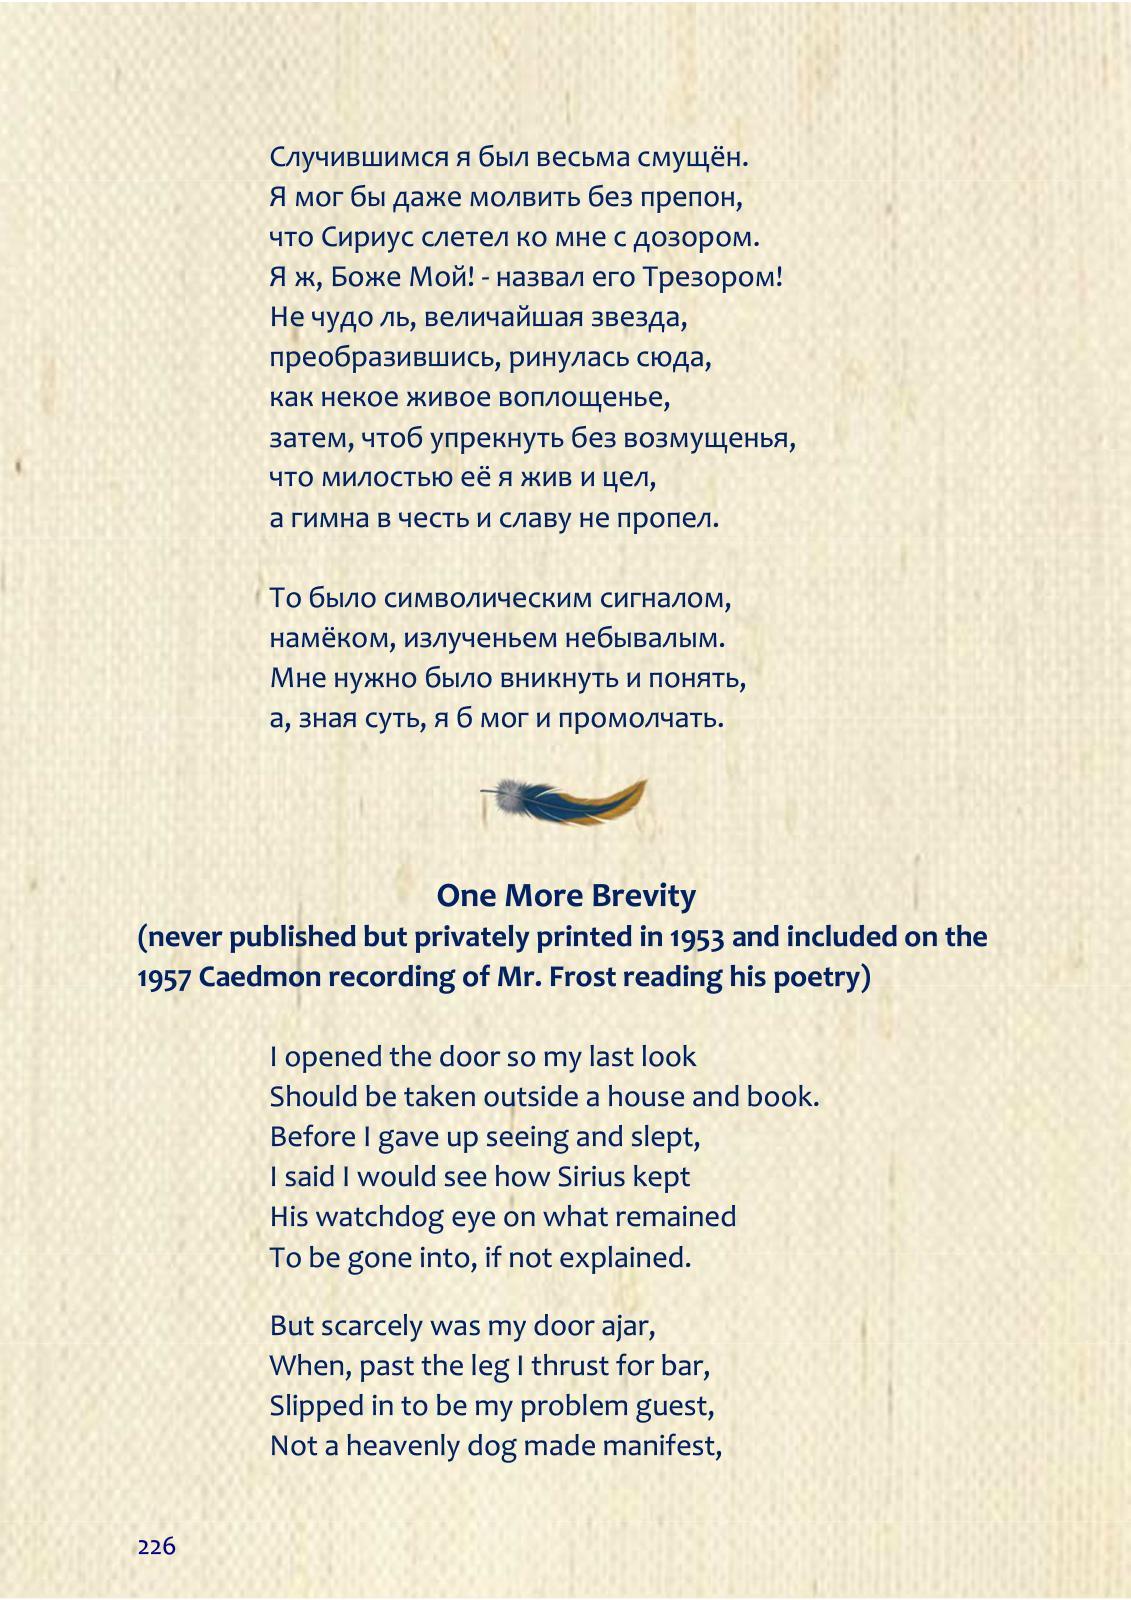 Случившимся я был весьма смущён.
Я мог бы даже молвить без препон,
что Сириус слетел ко мне с дозором.
Я ж, Боже Мой! - назвал его Трезором!
Не чудо ль, величайшая звезда,
преобразившись, ринулась сюда,
как некое живое воплощенье,
затем, чтоб упрекнуть без возмущенья,
что милостью её я жив и цел,
а гимна в честь и славу не пропел.

То было символическим сигналом,
намёком, излученьем небывалым.
Мне нужно было вникнуть и понять,
а, зная суть, я б мог и промолчать.

One More Brevity
(never published but privately printed in 1953 and included on the
1957 Caedmon recording of Mr. Frost reading his poetry)

I opened the door so my last look
Should be taken outside a house and book.
Before I gave up seeing and slept,
I said I would see how Sirius kept
His watchdog eye on what remained
To be gone into, if not explained.

But scarcely was my door ajar,
When, past the leg I thrust for bar,
Slipped in to be my problem guest,
Not a heavenly dog made manifest,

226